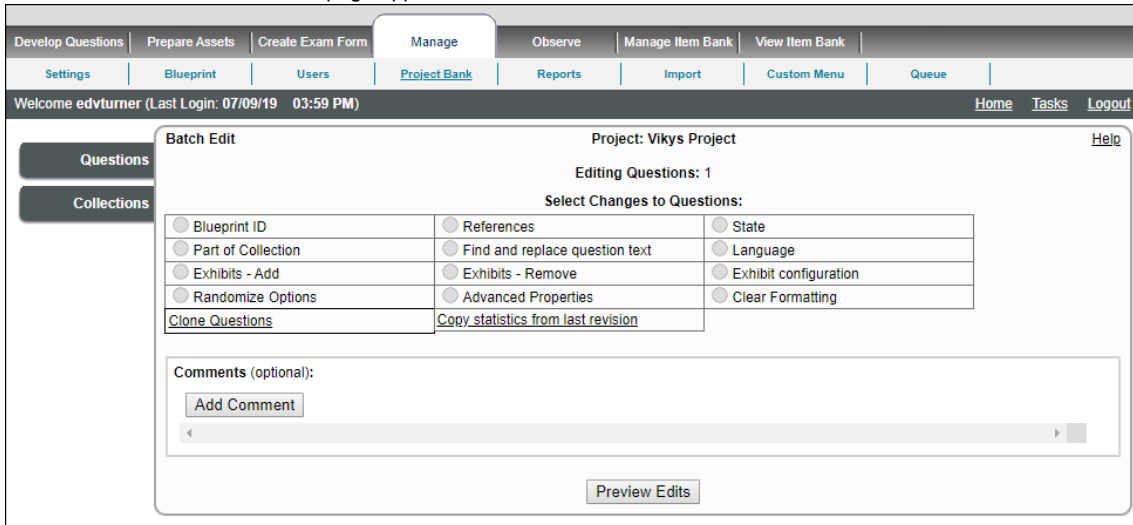 Develop Questions Prepare Assets Create Exam Form Manage Observe Manage Item Bank View Item Bank
Settings Blueprint Users Project Bank Reports Import Custom Menu Queue
Welcome edvturner (Last Login: 07/09/19 03:59 PM) Home Tasks Logout
Questions
Collections
Batch Edit Project: Vikys Project Help
Editing Questions: 1
Select Changes to Questions:
Blueprint ID References State
Part of Collection Find and replace question text Language
Exhibits - Add Exhibits - Remove Exhibit configuration
Randomize Options Advanced Properties Clear Formatting
Clone Questions Copy statistics from last revision
Comments (optional):
Add Comment
Preview Edits